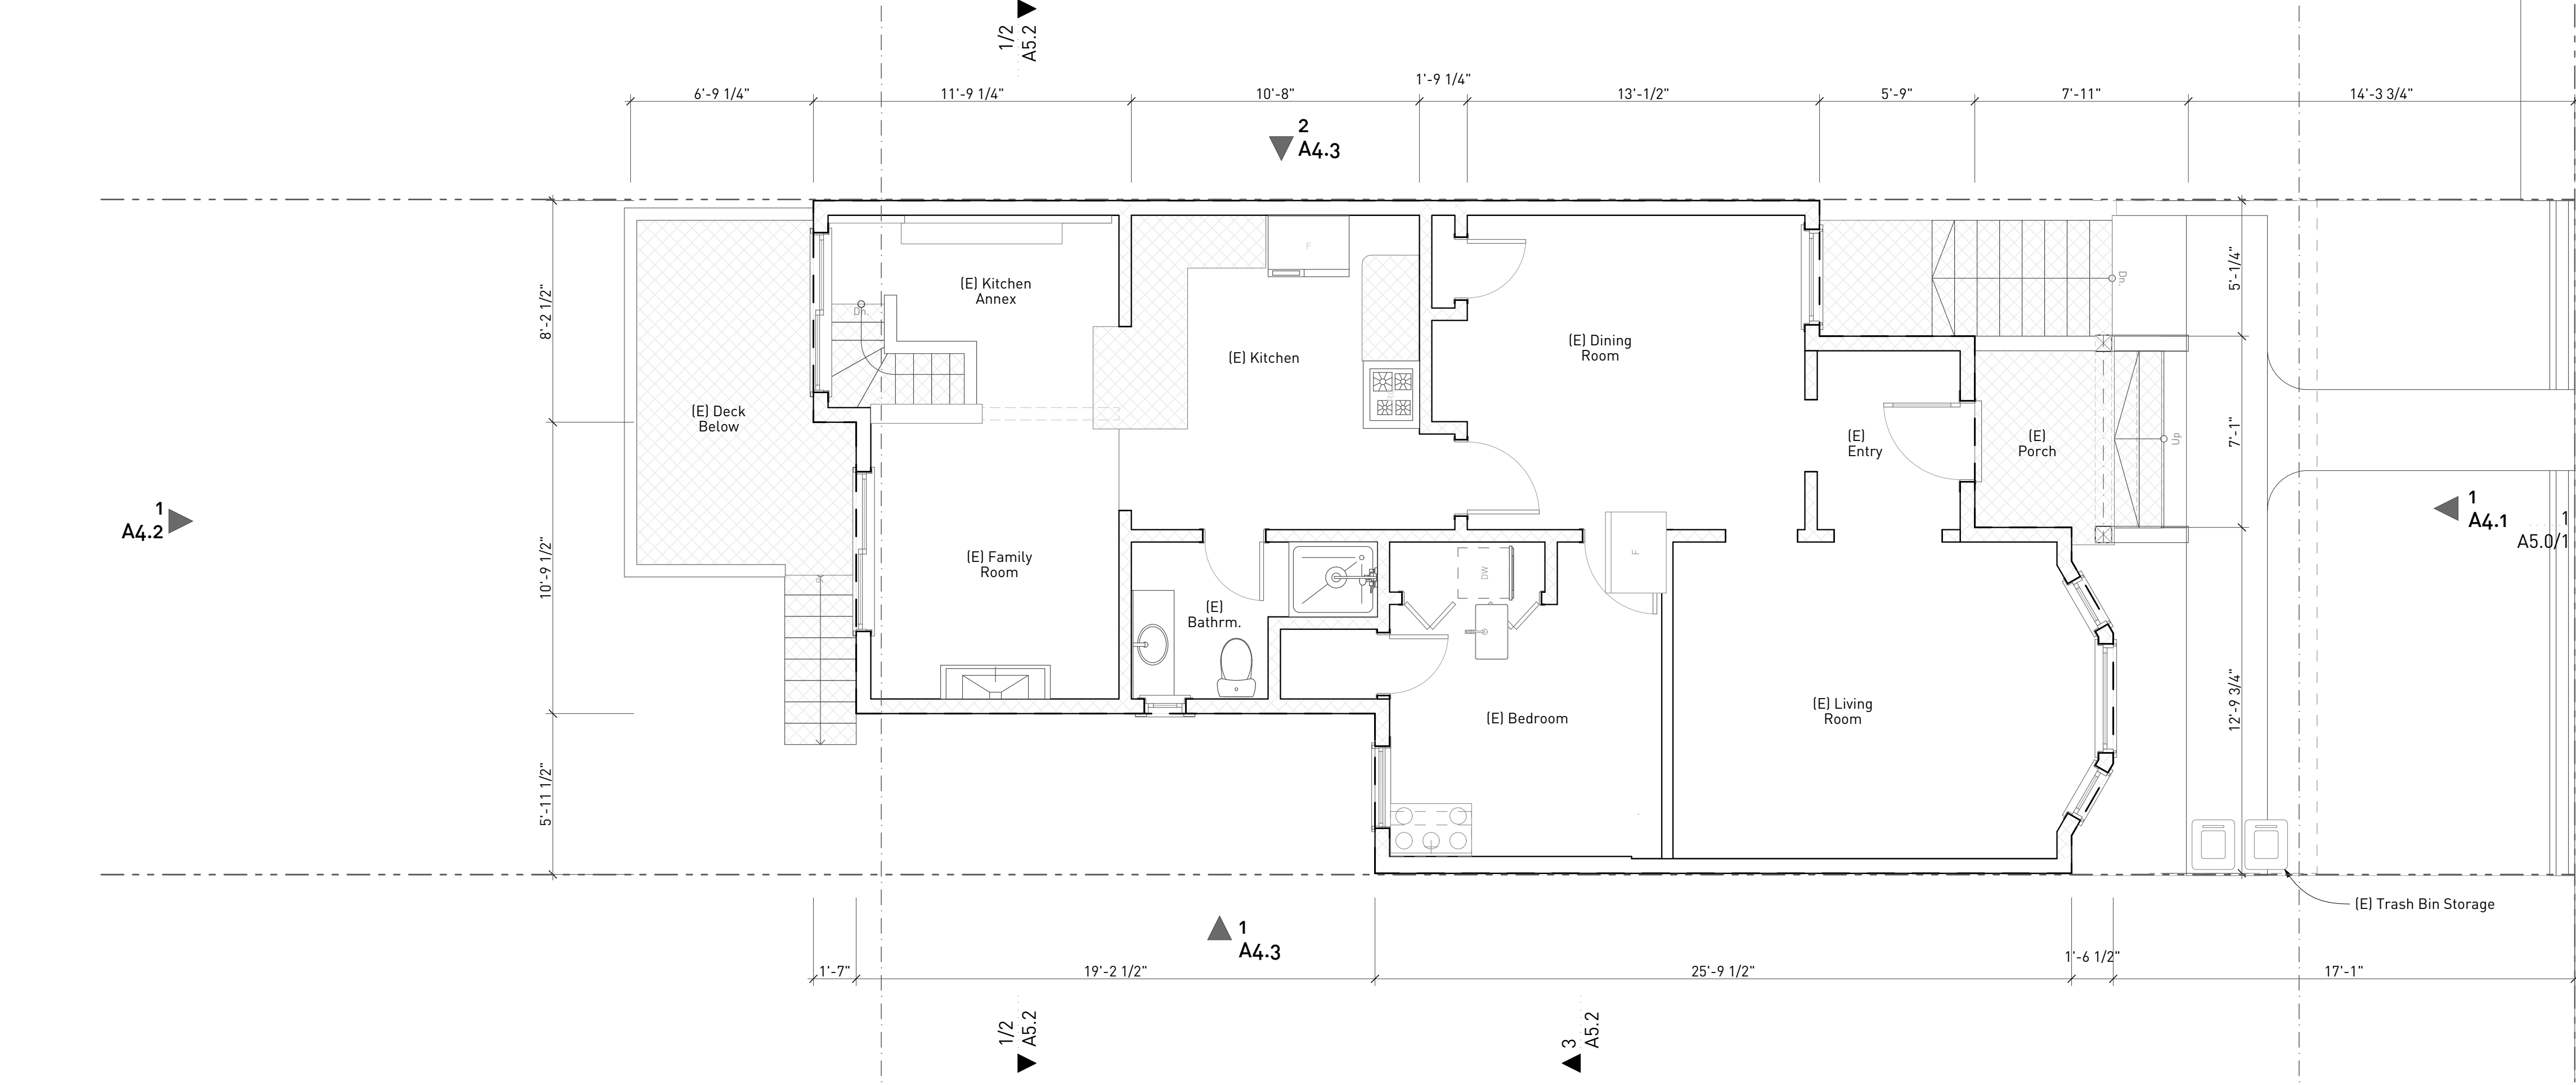 1/2
A5.2
1'-9 1/4"
6'-9 1/4"
11'-9 1/4"
10'-8"
13'-1/2"
5'-9"
7'-11"
14'-3 3/4"
2
A4.3
F
(E) Kitchen
Annex
Dn.
Dn.
8'-2 1/2"
5'-1/4"
(E) Kitchen
(E) Dining
Room
(E) Deck
Below
(E)
Entry
(E)
Porch
Up
7'-1"
1
A4.2
1
A4.1
1
A5.0/1
10'-9 1/2"
(E) Family
Room
F
DW
(E)
Bathrm.
(E) Bedroom
(E) Living
Room
12'-9 3/4"
5'-11 1/2"
(E) Trash Bin Storage
1
A4.3
1'-7"
19'-2 1/2"
25'-9 1/2"
1'-6 1/2"
17'-1"
1/2
A5.2
3
A5.2